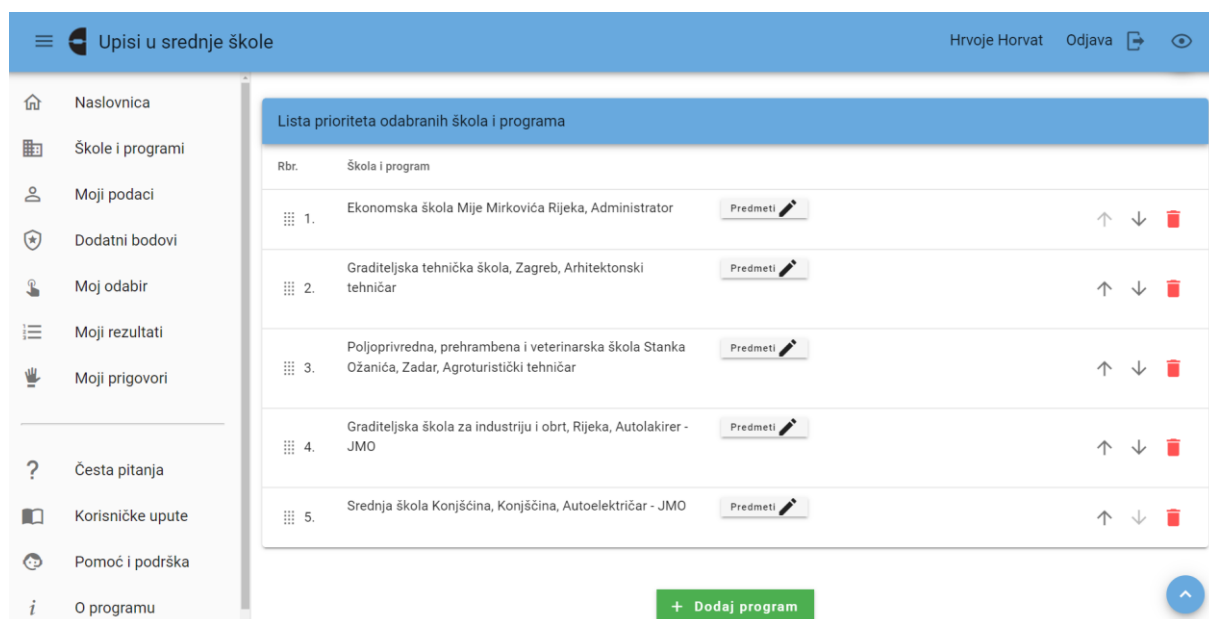 Upisi u srednje škole
Hrvoje Horvat Odjava
Naslovnica
Škole i programi
Moji podaci
Dodatni bodovi
Moj odabir
Moji rezultati
Moji prigovori
? Česta pitanja
Korisničke upute
Pomoć i podrška
i O programu
Lista prioriteta odabranih škola i programa
Rbr. Škola i program
1. Ekonomska škola Mije Mirkovića Rijeka, Administrator Predmeti
Graditeljska tehnička škola, Zagreb, Arhitektonski Predmeti
2. tehničar
Poljoprivredna, prehrambena i veterinarska škola Stanka Predmeti
3. Ožanića, Zadar, Agroturistički tehničar
Graditeljska škola za industriju i obrt, Rijeka, Autolakirer - Predmeti
4. JMO
5. Srednja škola Konjšćina, Konjščina, Autoelektričar - JMO Predmeti
+ Dodaj program